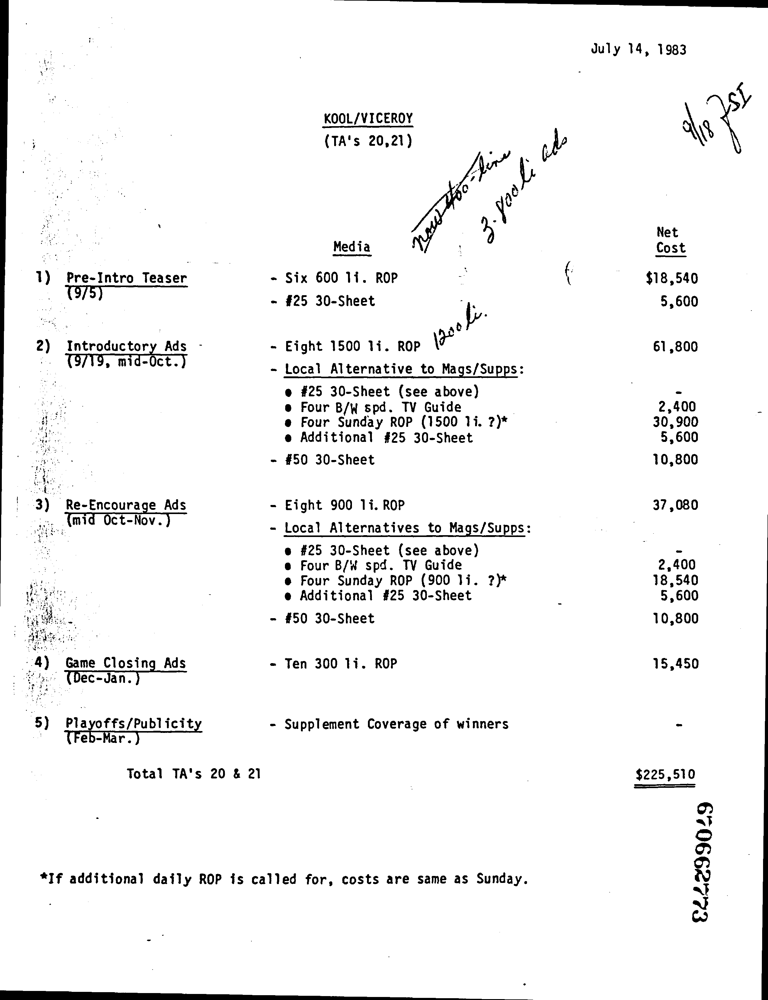 July 14, 1983
9/18 FSI
KOOL/VICEROY
(TA's 20,21)
now 400-line
3-800 li ads
Media Net Cost
1) Pre-Intro Teaser - Six 600 li. ROP $18,540
(9/5) - #25 30-Sheet 5,600
1200 li.
2) Introductory Ads - Eight 1500 li. ROP 61,800
(9/19, mid-Oct.) - Local Alternative to Mags/Supps:
• #25 30-Sheet (see above) -
• Four B/W spd. TV Guide 2,400
• Four Sunday ROP (1500 li. ?)* 30,900
• Additional #25 30-Sheet 5,600
- #50 30-Sheet 10,800
3) Re-Encourage Ads - Eight 900 li. ROP 37,080
(mid Oct-Nov.) - Local Alternatives to Mags/Supps:
• #25 30-Sheet (see above) -
• Four B/W spd. TV Guide 2,400
• Four Sunday ROP (900 li. ?)* 18,540
• Additional #25 30-Sheet 5,600
- #50 30-Sheet 10,800
4) Game Closing Ads - Ten 300 li. ROP 15,450
(Dec-Jan.)
5) Playoffs/Publicity - Supplement Coverage of winners -
(Feb-Mar.)
Total TA's 20 & 21 $225,510
*If additional daily ROP is called for, costs are same as Sunday.
670662773